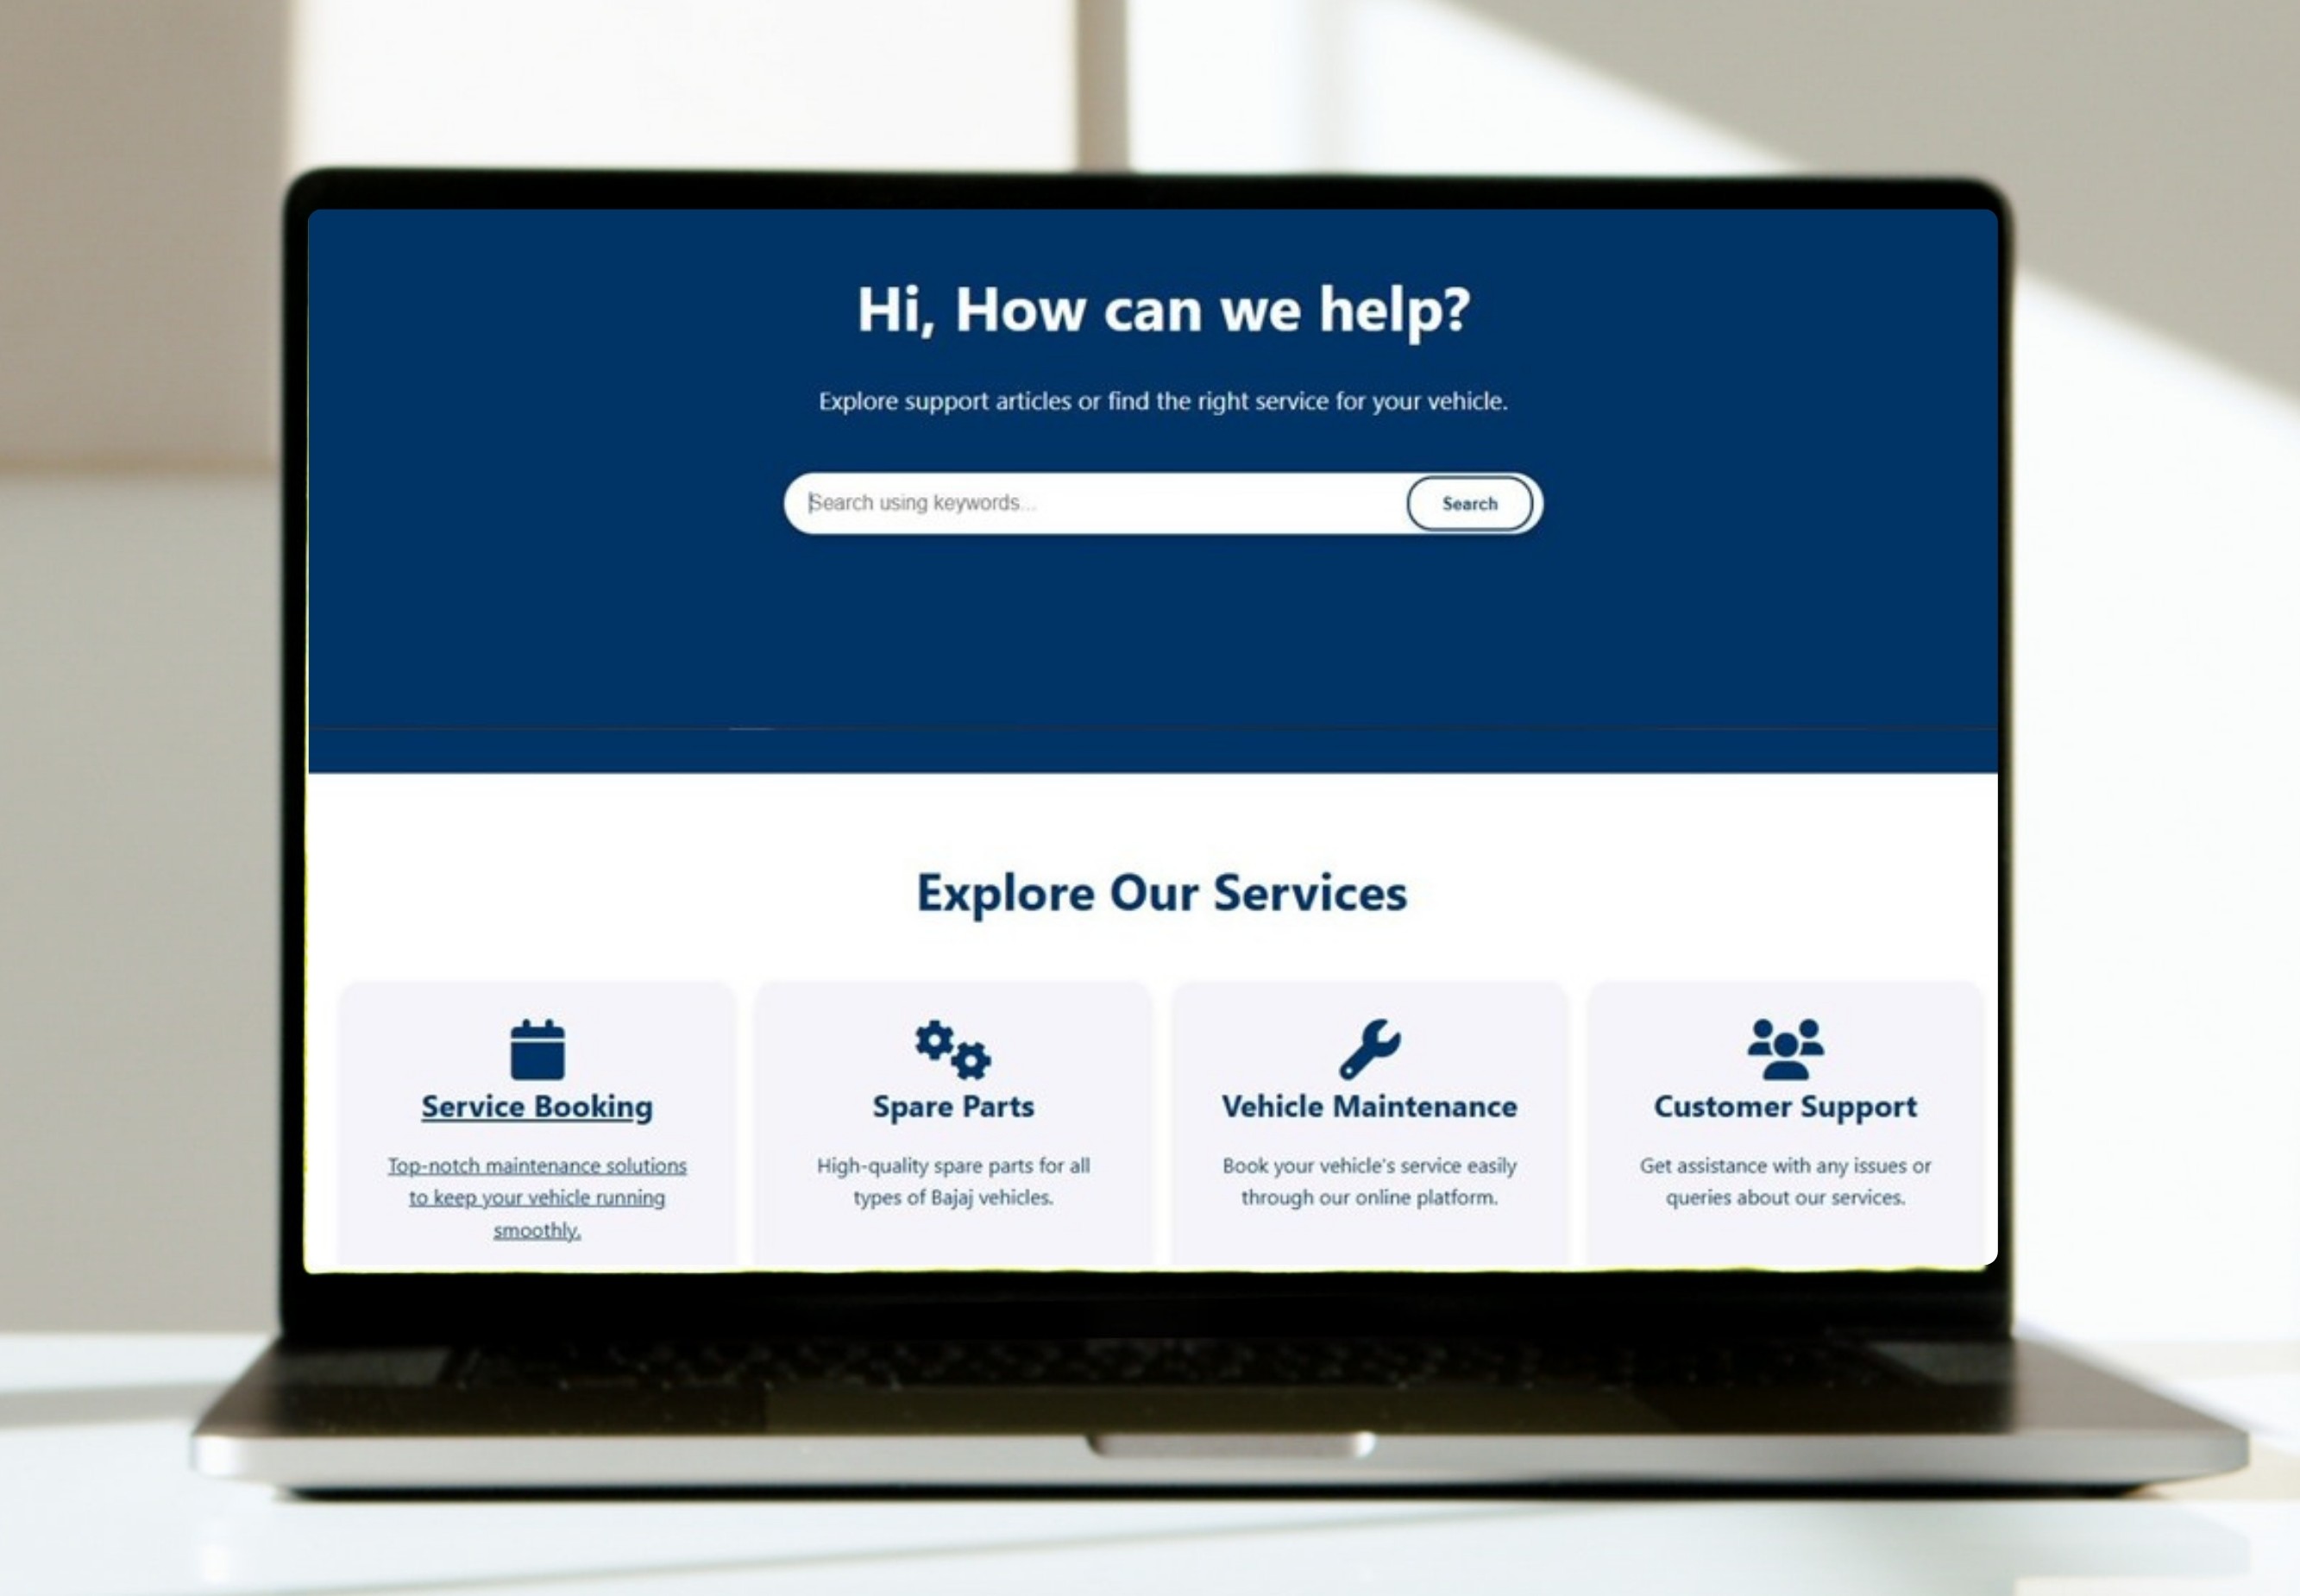 Hi, How can we help?
Explore support articles or find the right service for your vehicle.
Search using keywords...
Search
Explore Our Services
Service Booking
Top-notch maintenance solutions
to keep your vehicle running
smoothly.
Spare Parts
High-quality spare parts for all
types of Bajaj vehicles.
Vehicle Maintenance
Book your vehicle's service easily
through our online platform.
Customer Support
Get assistance with any issues or
queries about our services.